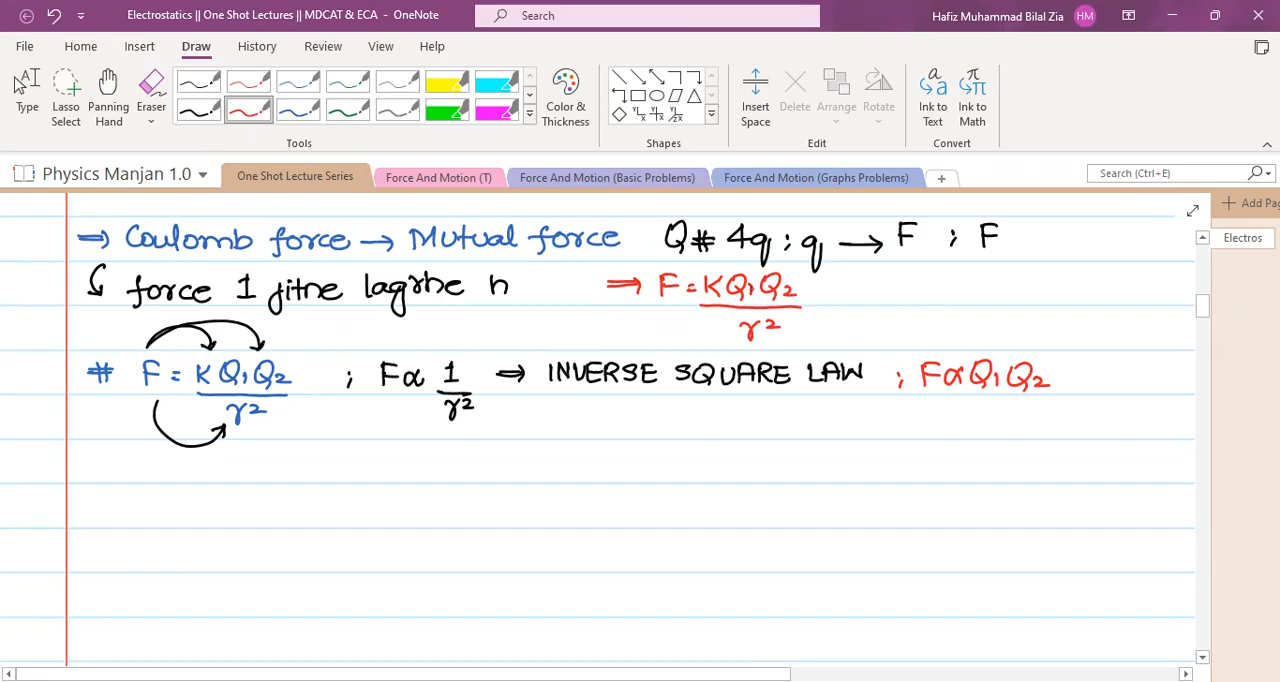 Electrostatics || One Shot Lectures || MDCAT & ECA - OneNote
Search
Hafiz Muhammad Bilal Zia HM
File Home Insert Draw History Review View Help
Type Lasso Select Panning Hand Eraser
Color & Thickness
Insert Space Delete Arrange Rotate
Ink to Text Ink to Math
Tools Shapes Edit Convert
Physics Manjan 1.0 One Shot Lecture Series Force And Motion (T) Force And Motion (Basic Problems) Force And Motion (Graphs Problems) + Search (Ctrl+E)
+ Add Pag
Electros
⇒ Coulomb force → Mutual force Q# 4q ; q → F ; F
force 1 jitne lagrhe h ⇒ F = KQ₁Q₂ / r²
# F = KQ₁Q₂ / r² ; F∝ 1 / r² ⇒ INVERSE SQUARE LAW ; F∝Q₁Q₂